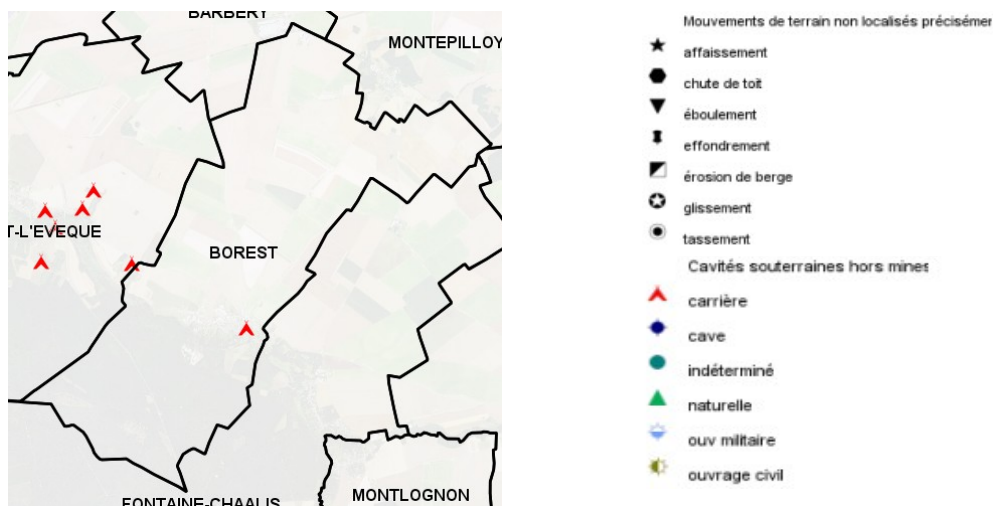 BARBERY
MONTEPILLOY
T-L'EVEQUE
BOREST
FONTAINE-CHAALIS
MONTLOGNON
Mouvements de terrain non localisés précisémer
affaissement
chute de toit
éboulement
effondrement
érosion de berge
glissement
tassement
Cavités souterraines hors mines
carrière
cave
indéterminé
naturelle
ouv militaire
ouvrage civil